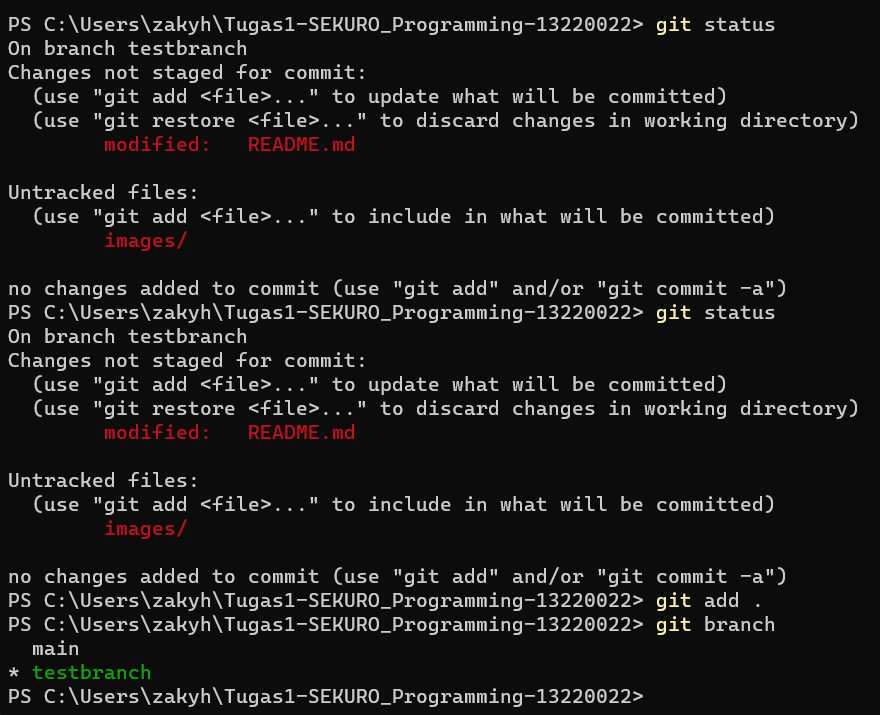 PS C:\Users\zakyh\Tugas1-SEKURO_Programming-13220022> git status
On branch testbranch
Changes not staged for commit:
  (use "git add <file>..." to update what will be committed)
  (use "git restore <file>..." to discard changes in working directory)
        modified:   README.md

Untracked files:
  (use "git add <file>..." to include in what will be committed)
        images/

no changes added to commit (use "git add" and/or "git commit -a")
PS C:\Users\zakyh\Tugas1-SEKURO_Programming-13220022> git status
On branch testbranch
Changes not staged for commit:
  (use "git add <file>..." to update what will be committed)
  (use "git restore <file>..." to discard changes in working directory)
        modified:   README.md

Untracked files:
  (use "git add <file>..." to include in what will be committed)
        images/

no changes added to commit (use "git add" and/or "git commit -a")
PS C:\Users\zakyh\Tugas1-SEKURO_Programming-13220022> git add .
PS C:\Users\zakyh\Tugas1-SEKURO_Programming-13220022> git branch
  main
* testbranch
PS C:\Users\zakyh\Tugas1-SEKURO_Programming-13220022>